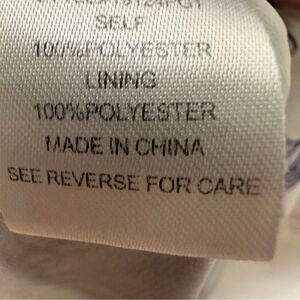 SELF
100%POLYESTER
LINING
100%POLYESTER
MADE IN CHINA
SEE REVERSE FOR CARE